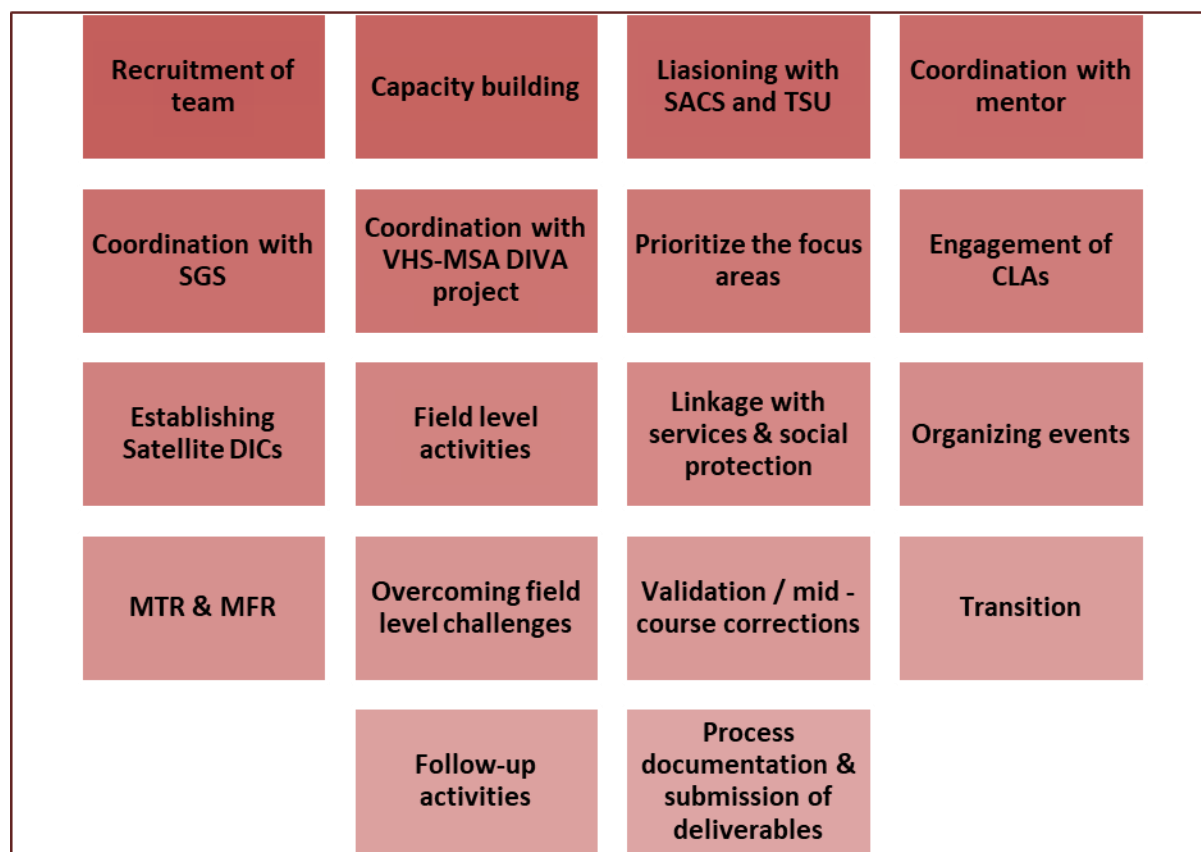 Recruitment of
team
Capacity building
Liasioning with
SACS and TSU
Coordination with
mentor
Coordination with
SGS
Coordination with
VHS-MSA DIVA
project
Prioritize the focus
areas
Engagement of
CLAs
Establishing
Satellite DICs
Field level
activities
Linkage with
services & social
protection
Organizing events
MTR & MFR
Overcoming field
level challenges
Validation / mid -
course corrections
Transition
Follow-up
activities
Process
documentation &
submission of
deliverables